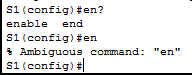 S1(config)#en?
enable  end
S1(config)#en
% Ambiguous command: "en"
S1(config)#